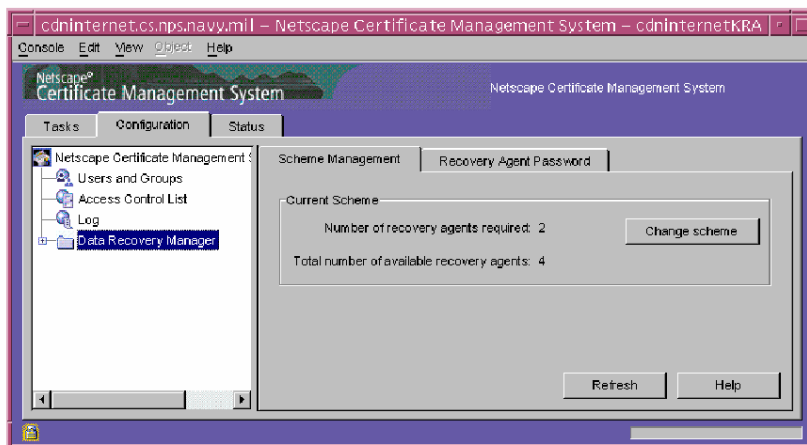 cdninternet.cs.nps.navy.mil – Netscape Certificate Management System – cdninternetKRA
Console Edit View Object Help
Netscape®
Certificate Management System
Netscape Certificate Management System
Tasks Configuration Status
Netscape Certificate Management S
Users and Groups
Access Control List
Log
Data Recovery Manager
Scheme Management Recovery Agent Password
Current Scheme
Number of recovery agents required: 2
Change scheme
Total number of available recovery agents: 4
Refresh Help